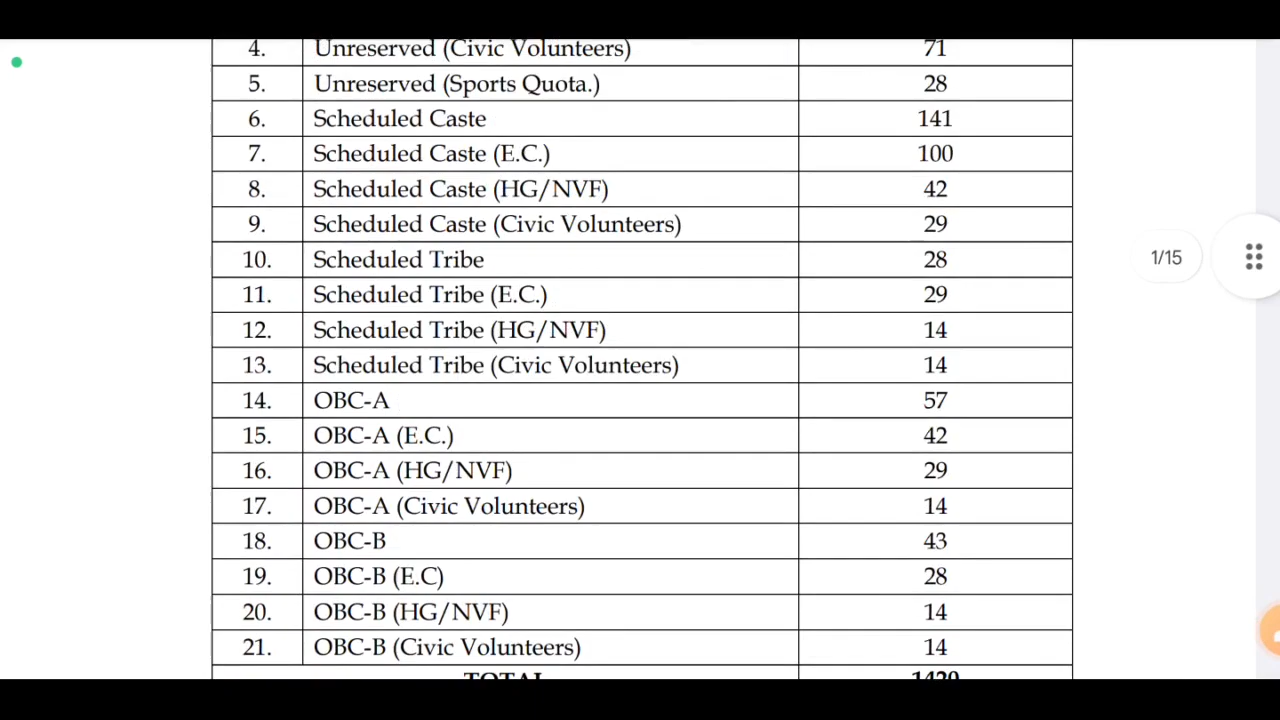 4. Unreserved (Civic Volunteers) 71
5. Unreserved (Sports Quota.) 28
6. Scheduled Caste 141
7. Scheduled Caste (E.C.) 100
8. Scheduled Caste (HG/NVF) 42
9. Scheduled Caste (Civic Volunteers) 29
10. Scheduled Tribe 28
11. Scheduled Tribe (E.C.) 29
12. Scheduled Tribe (HG/NVF) 14
13. Scheduled Tribe (Civic Volunteers) 14
14. OBC-A 57
15. OBC-A (E.C.) 42
16. OBC-A (HG/NVF) 29
17. OBC-A (Civic Volunteers) 14
18. OBC-B 43
19. OBC-B (E.C) 28
20. OBC-B (HG/NVF) 14
21. OBC-B (Civic Volunteers) 14
TOTAL
1/15